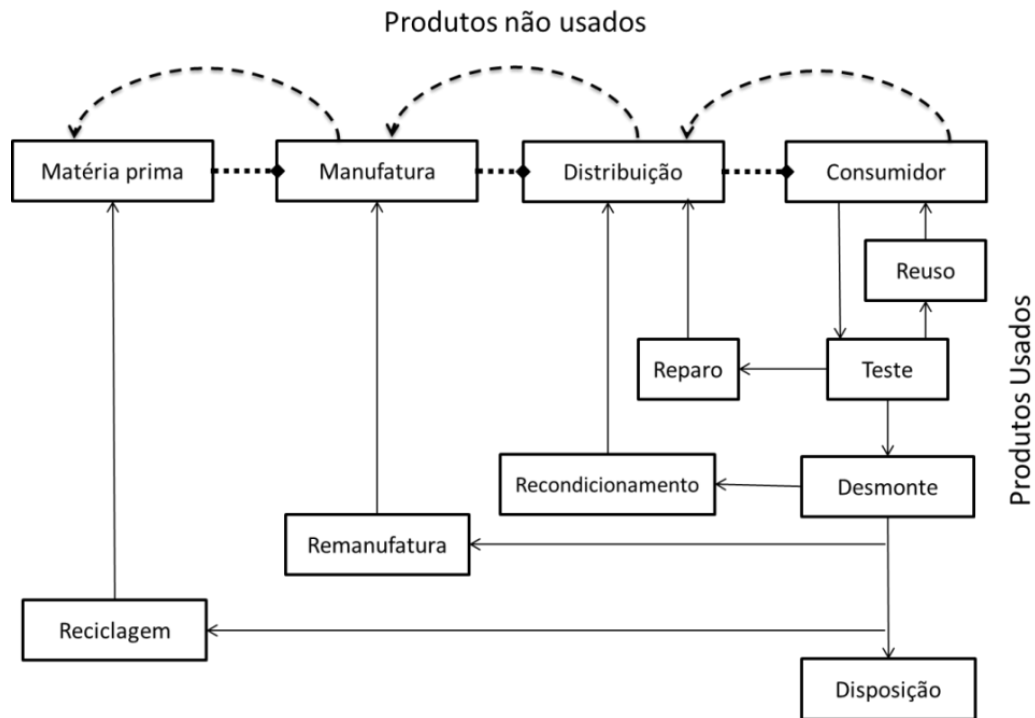 Produtos não usados
Matéria prima
Manufatura
Distribuição
Consumidor
Reuso
Reparo
Teste
Produtos Usados
Recondicionamento
Desmonte
Remanufatura
Reciclagem
Disposição